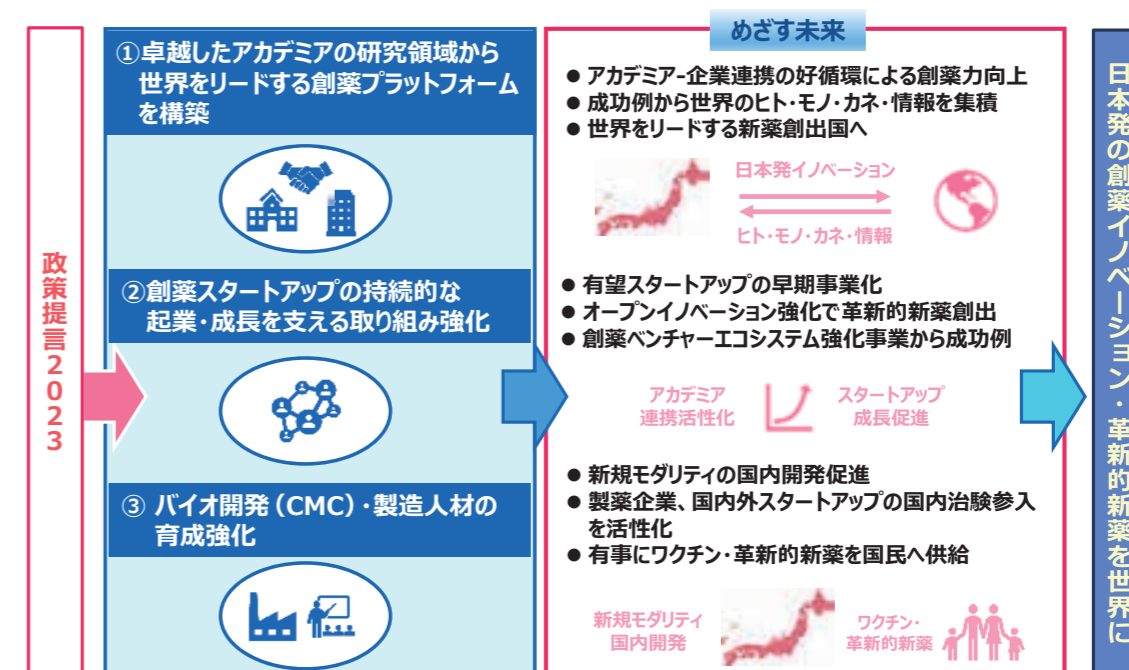 政策提言2023
①卓越したアカデミアの研究領域から
世界をリードする創薬プラットフォーム
を構築
②創薬スタートアップの持続的な
起業・成長を支える取り組み強化
③ バイオ開発(CMC)・製造人材の
育成強化
めざす未来
● アカデミア-企業連携の好循環による創薬力向上
● 成功例から世界のヒト・モノ・カネ・情報を集積
● 世界をリードする新薬創出国へ
日本発イノベーション
ヒト・モノ・カネ・情報
● 有望スタートアップの早期事業化
● オープンイノベーション強化で革新的新薬創出
● 創薬ベンチャーエコシステム強化事業から成功例
アカデミア
連携活性化
スタートアップ
成長促進
● 新規モダリティの国内開発促進
● 製薬企業、国内外スタートアップの国内治験参入
を活性化
● 有事にワクチン・革新的新薬を国民へ供給
新規モダリティ
国内開発
ワクチン・
革新的新薬
日本発の創薬イノベーション・革新的新薬を世界に